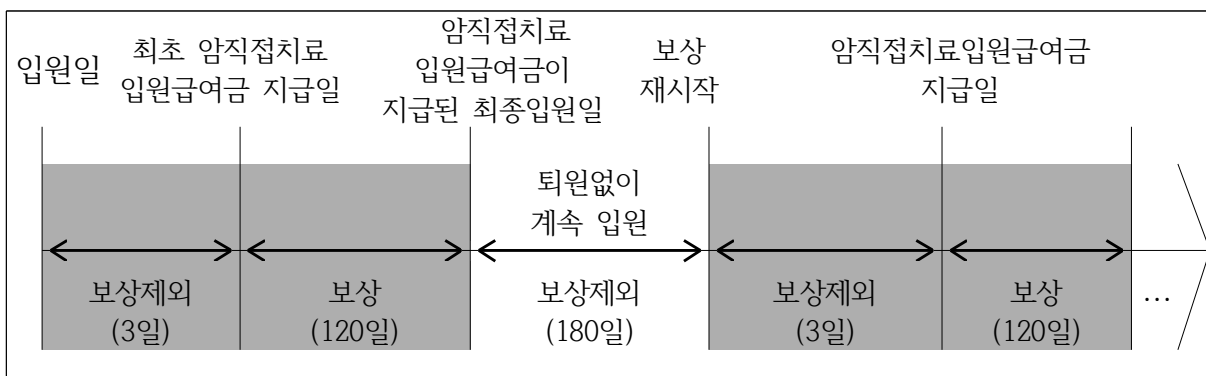 입원일
최초 암직접치료
입원급여금 지급일
암직접치료
입원급여금이
지급된 최종입원일
보상
재시작
암직접치료입원급여금
지급일
퇴원없이
계속 입원
보상제외
(3일)
보상
(120일)
보상제외
(180일)
보상제외
(3일)
보상
(120일)
…